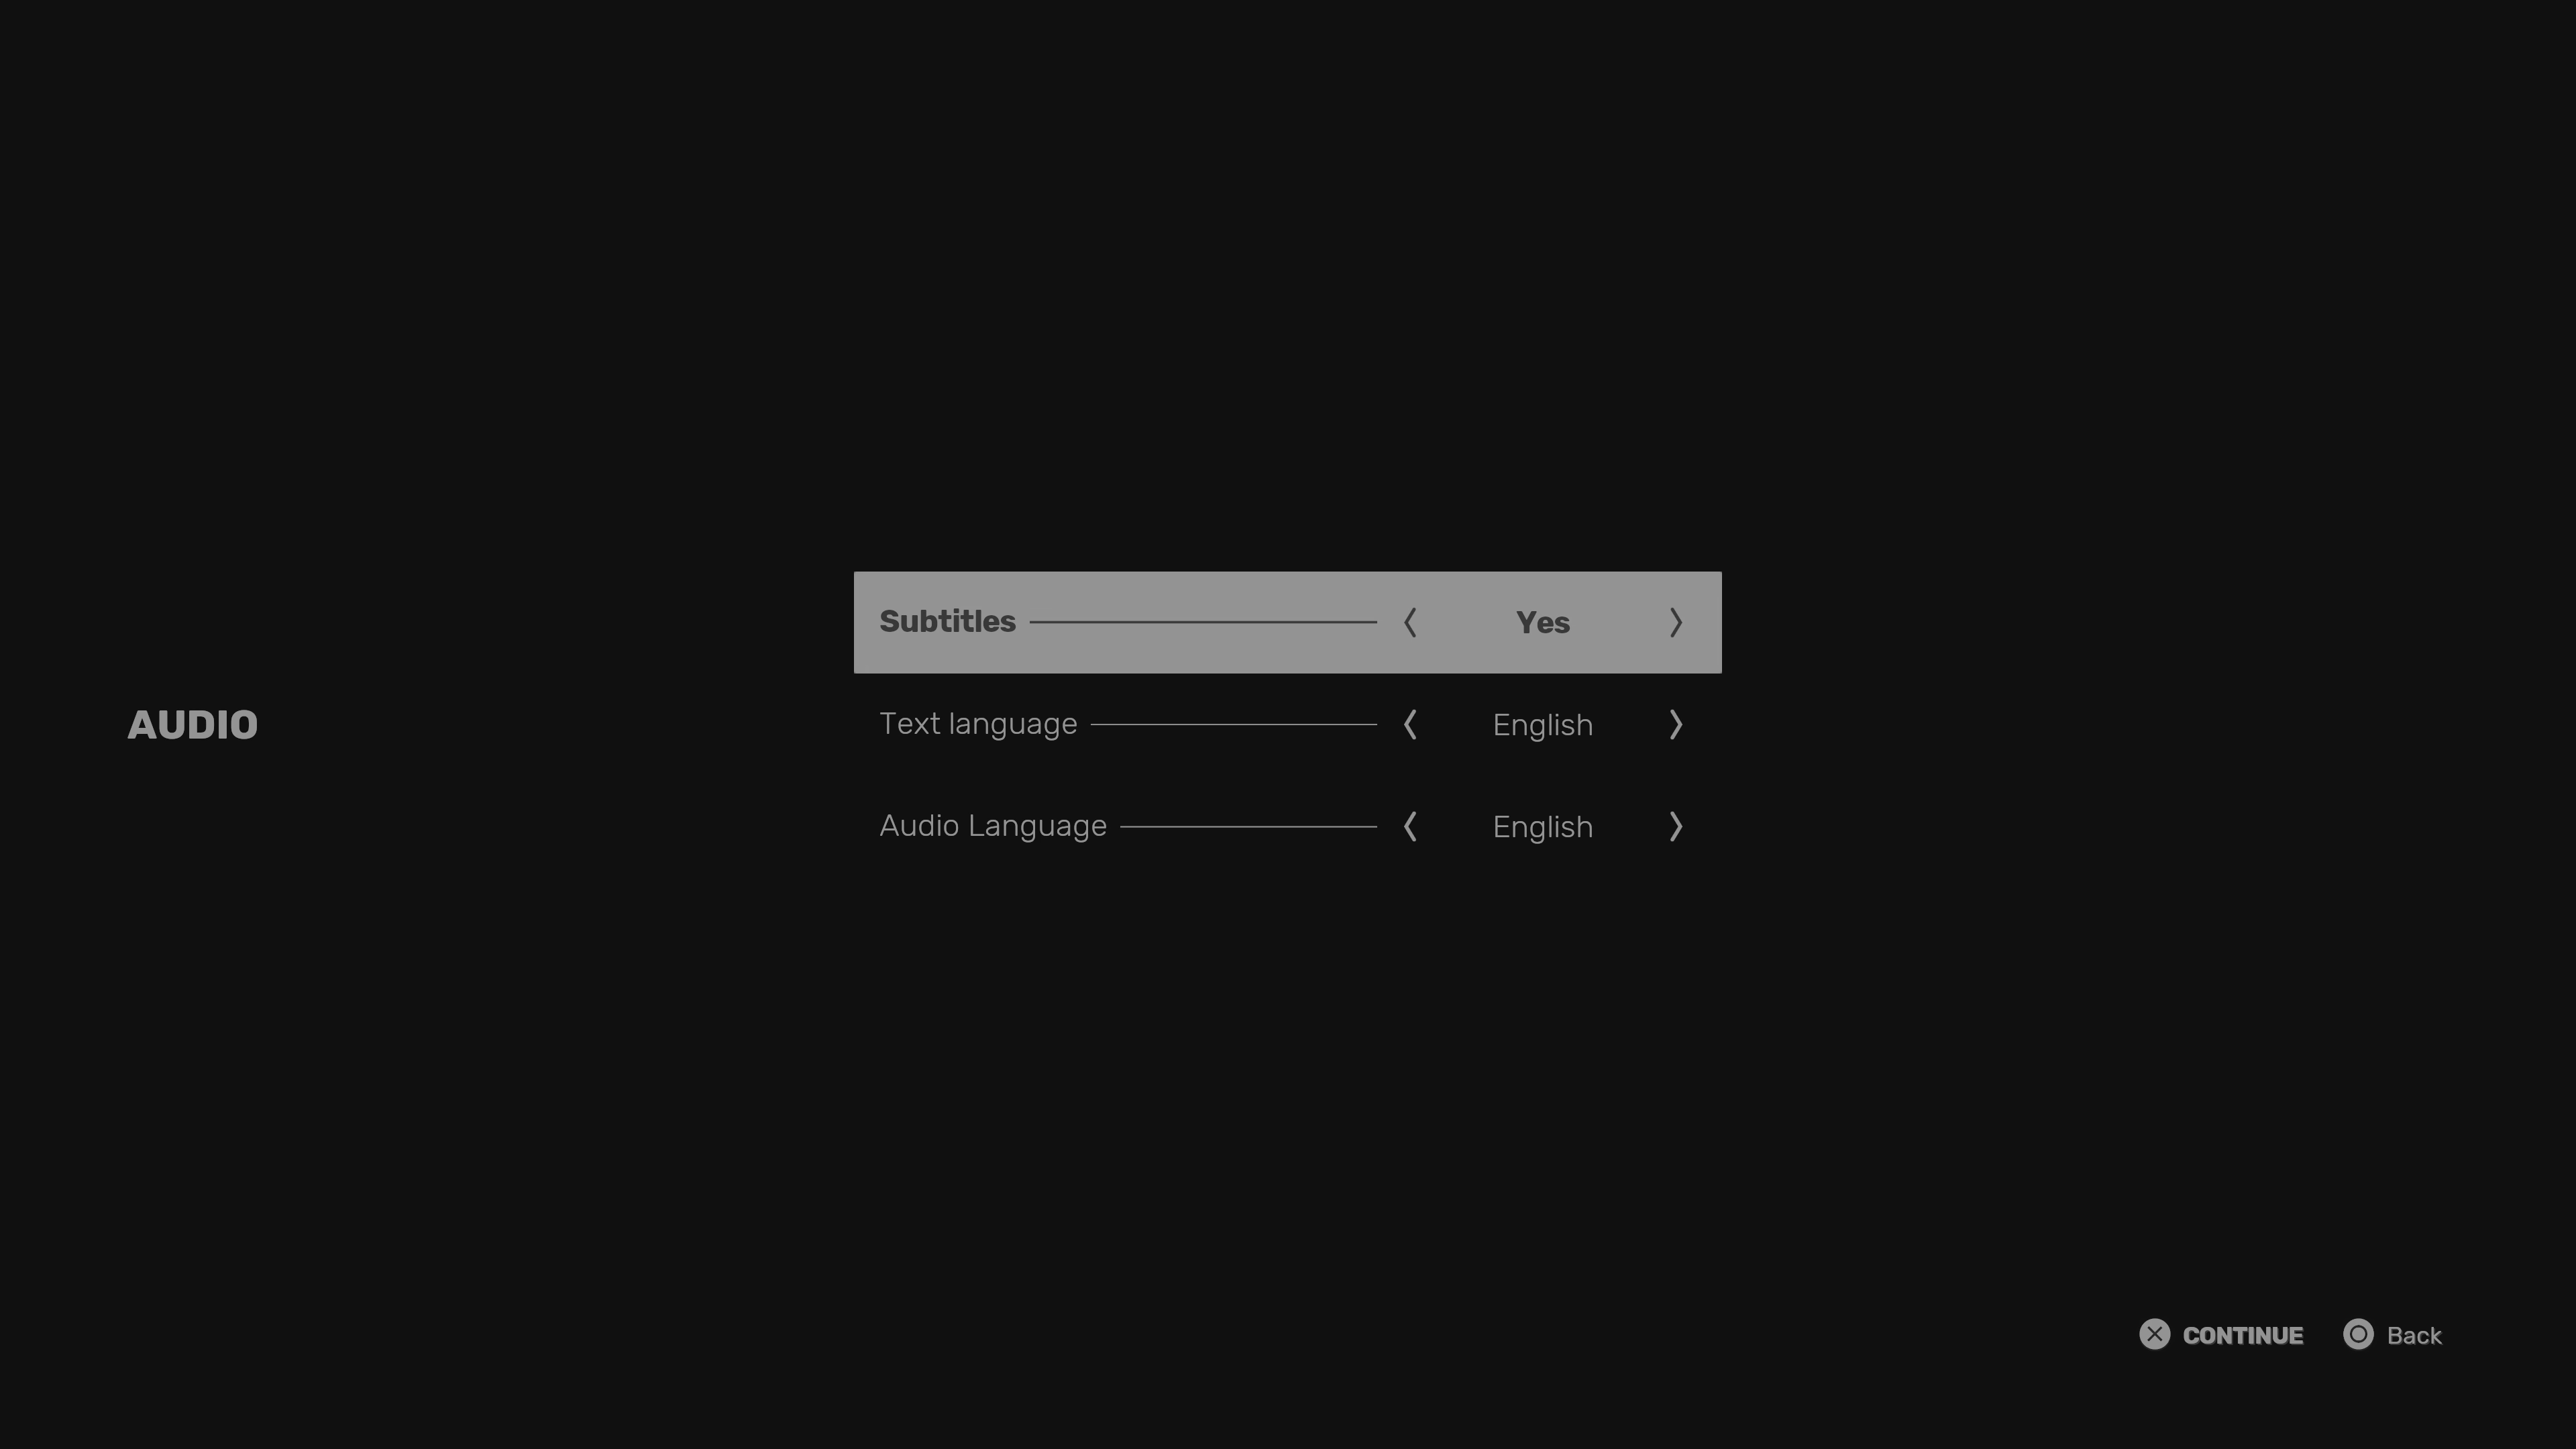 Subtitles Yes
AUDIO
Text language English
Audio Language English
CONTINUE Back